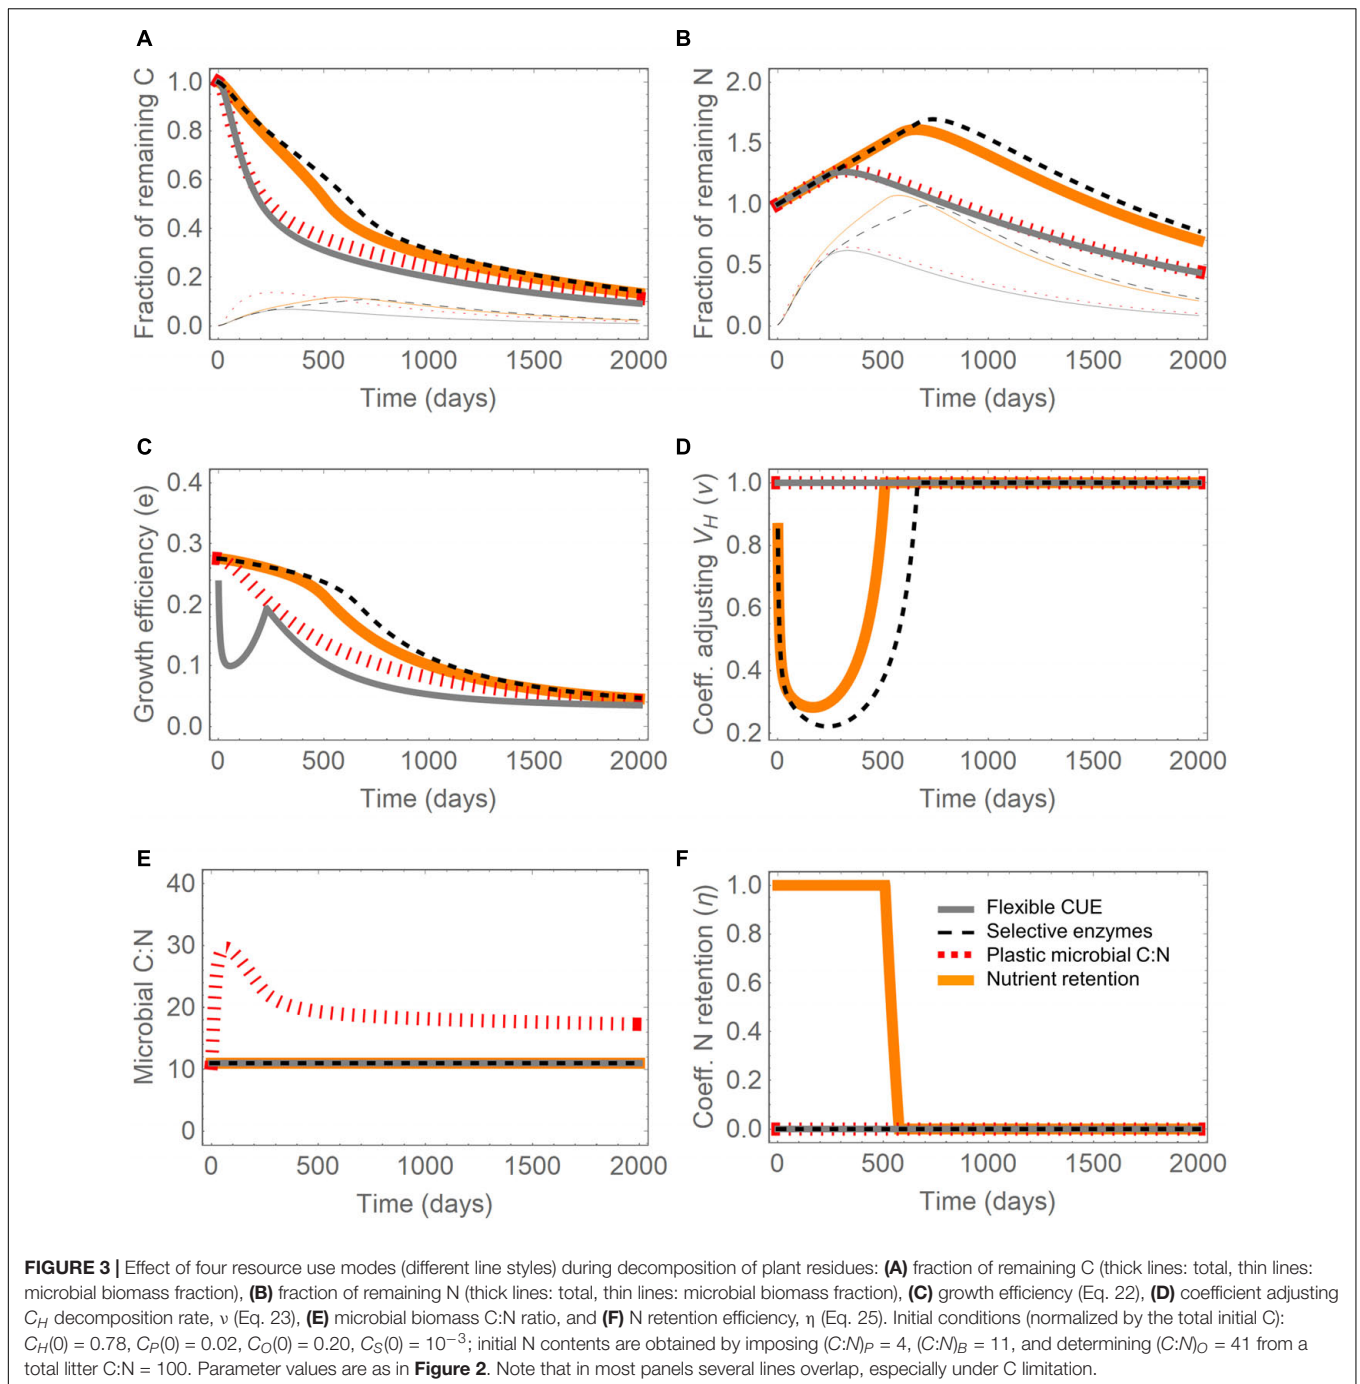 A
Fraction of remaining C
1.0
0.8
0.6
0.4
0.2
0.0
0 500 1000 1500 2000
Time (days)
B
Fraction of remaining N
2.0
1.5
1.0
0.5
0.0
0 500 1000 1500 2000
Time (days)
C
Growth efficiency (e)
0.4
0.3
0.2
0.1
0.0
0 500 1000 1500 2000
Time (days)
D
Coeff. adjusting V_H (ν)
1.0
0.8
0.6
0.4
0.2
0 500 1000 1500 2000
Time (days)
E
Microbial C:N
40
30
20
10
0
0 500 1000 1500 2000
Time (days)
F
Coeff. N retention (η)
1.0
0.8
0.6
0.4
0.2
0.0
Flexible CUE
Selective enzymes
Plastic microbial C:N
Nutrient retention
0 500 1000 1500 2000
Time (days)
FIGURE 3 | Effect of four resource use modes (different line styles) during decomposition of plant residues: (A) fraction of remaining C (thick lines: total, thin lines:
microbial biomass fraction), (B) fraction of remaining N (thick lines: total, thin lines: microbial biomass fraction), (C) growth efficiency (Eq. 22), (D) coefficient adjusting
C_H decomposition rate, ν (Eq. 23), (E) microbial biomass C:N ratio, and (F) N retention efficiency, η (Eq. 25). Initial conditions (normalized by the total initial C):
C_H(0) = 0.78, C_P(0) = 0.02, C_O(0) = 0.20, C_S(0) = 10⁻³; initial N contents are obtained by imposing (C:N)_P = 4, (C:N)_B = 11, and determining (C:N)_O = 41 from a
total litter C:N = 100. Parameter values are as in Figure 2. Note that in most panels several lines overlap, especially under C limitation.